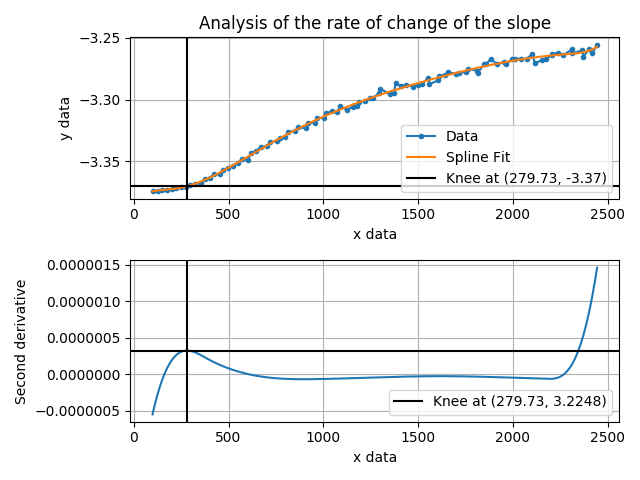 Analysis of the rate of change of the slope
−3.25
−3.30
−3.35
y data
Data
Spline Fit
Knee at (279.73, -3.37)
0 500 1000 1500 2000 2500
x data
0.0000015
0.0000010
0.0000005
0.0000000
−0.0000005
Second derivative
Knee at (279.73, 3.2248)
0 500 1000 1500 2000 2500
x data